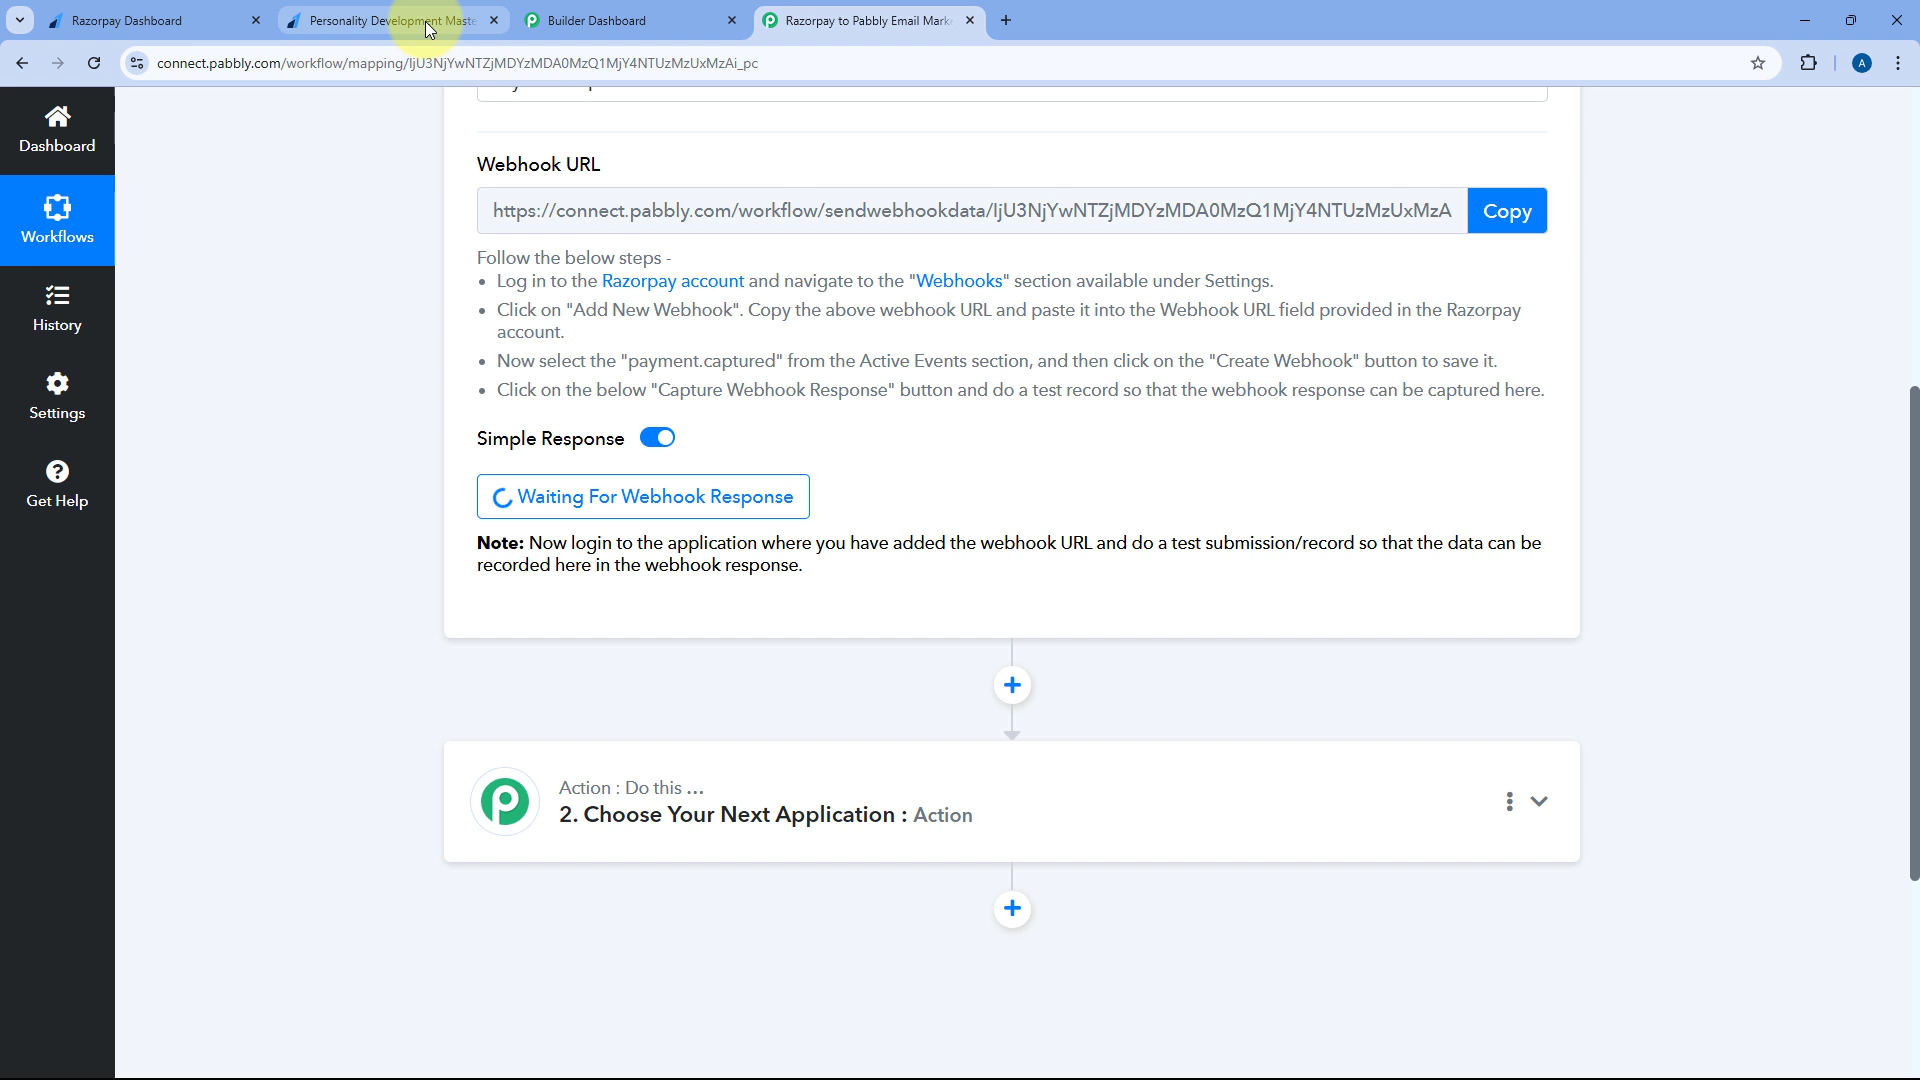 Razorpay Dashboard
Personality Development Maste
Builder Dashboard
Razorpay to Pabbly Email Mark
connect.pabbly.com/workflow/mapping/IjU3NjYwNTZjMDYzMDA0MzQ1MjY4NTUzMzUxMzAi_pc
A
Dashboard
Workflows
History
Settings
Get Help
Webhook URL
https://connect.pabbly.com/workflow/sendwebhookdata/IjU3NjYwNTZjMDYzMDA0MzQ1MjY4NTUzMzUxMzA
Copy
Follow the below steps -
• Log in to the Razorpay account and navigate to the "Webhooks" section available under Settings.
• Click on "Add New Webhook". Copy the above webhook URL and paste it into the Webhook URL field provided in the Razorpay
account.
• Now select the "payment.captured" from the Active Events section, and then click on the "Create Webhook" button to save it.
• Click on the below "Capture Webhook Response" button and do a test record so that the webhook response can be captured here.
Simple Response
Waiting For Webhook Response
Note: Now login to the application where you have added the webhook URL and do a test submission/record so that the data can be
recorded here in the webhook response.
Action : Do this ...
2. Choose Your Next Application : Action